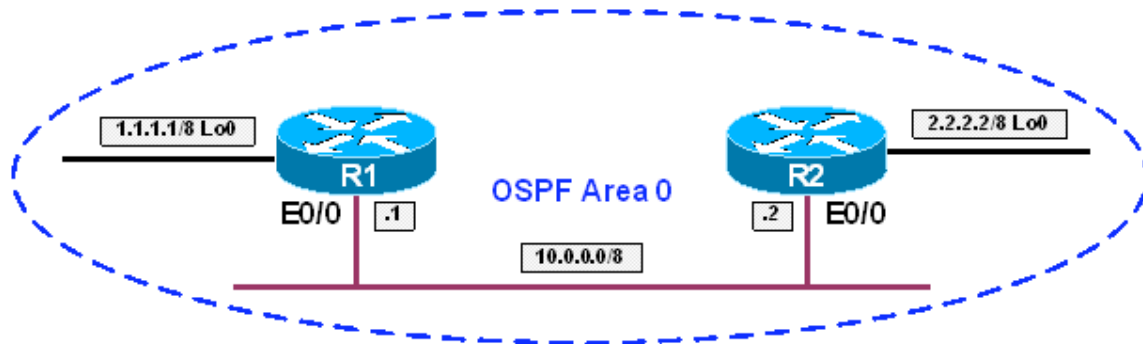 1.1.1.1/8 Lo0
2.2.2.2/8 Lo0
R1
OSPF Area 0
R2
E0/0
.1
.2
E0/0
10.0.0.0/8